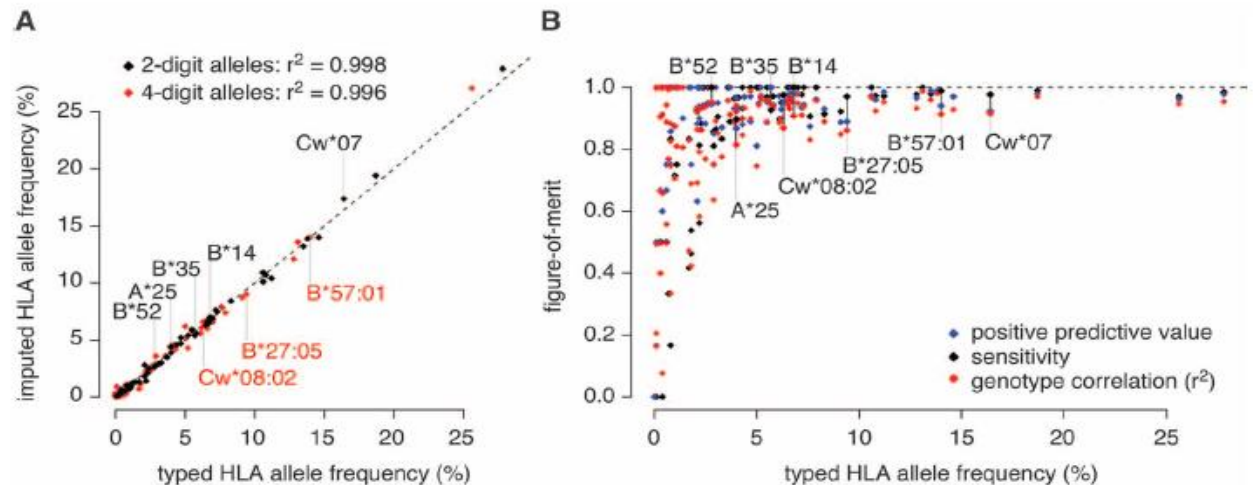 A
2-digit alleles: r² = 0.998
4-digit alleles: r² = 0.996
imputed HLA allele frequency (%)
25
20
15
10
5
0
Cw*07
B*14
B*35
A*25
B*52
B*57:01
B*27:05
Cw*08:02
0 5 10 15 20 25
typed HLA allele frequency (%)
B
B*52 B*35 B*14
figure-of-merit
1.0
0.8
0.6
0.4
0.2
0.0
B*57:01
Cw*07
B*27:05
Cw*08:02
A*25
positive predictive value
sensitivity
genotype correlation (r²)
0 5 10 15 20 25
typed HLA allele frequency (%)